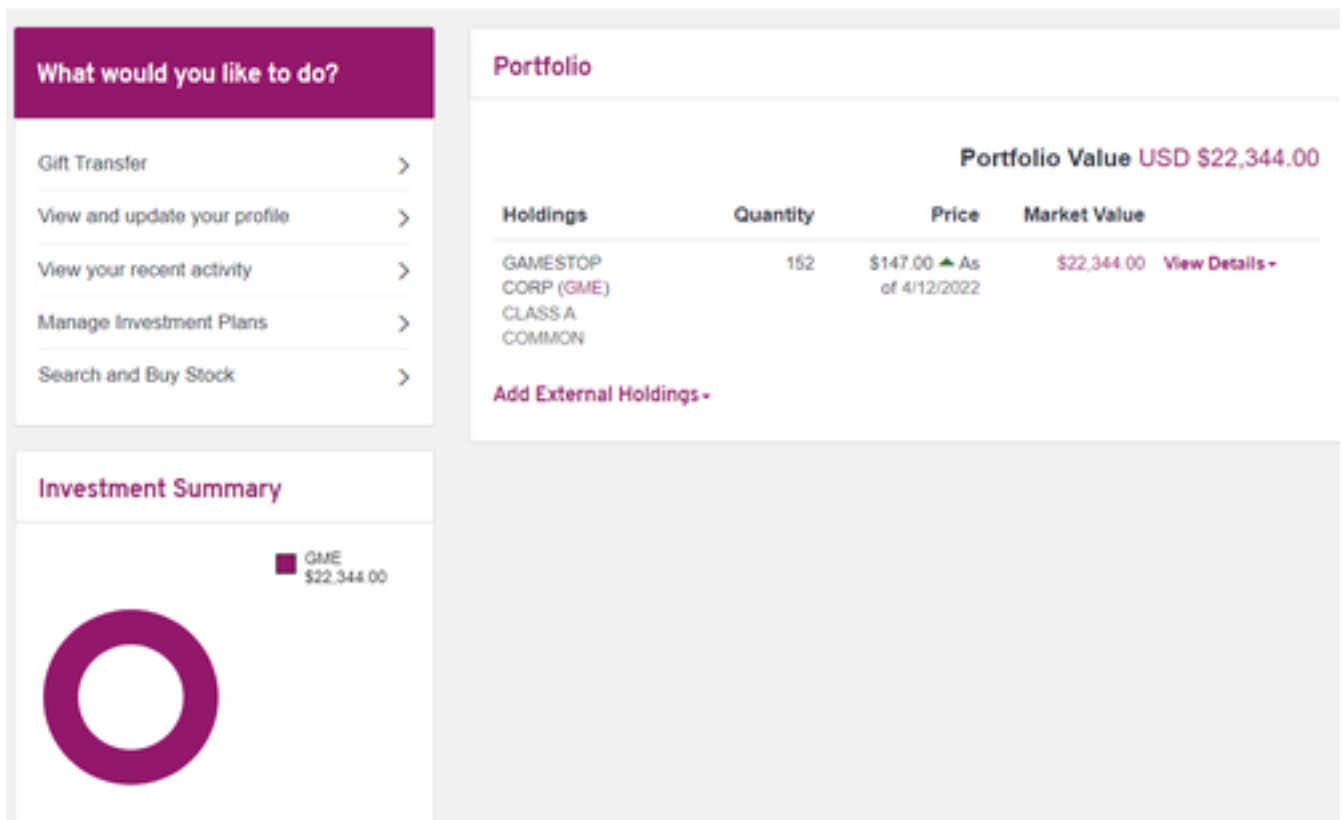 What would you like to do?
Gift Transfer
View and update your profile
View your recent activity
Manage Investment Plans
Search and Buy Stock
Investment Summary
GME
$22,344.00
Portfolio
Portfolio Value USD $22,344.00
Holdings Quantity Price Market Value
GAMESTOP 152 $147.00 As $22,344.00 View Details
CORP (GME) of 4/12/2022
CLASS A
COMMON
Add External Holdings